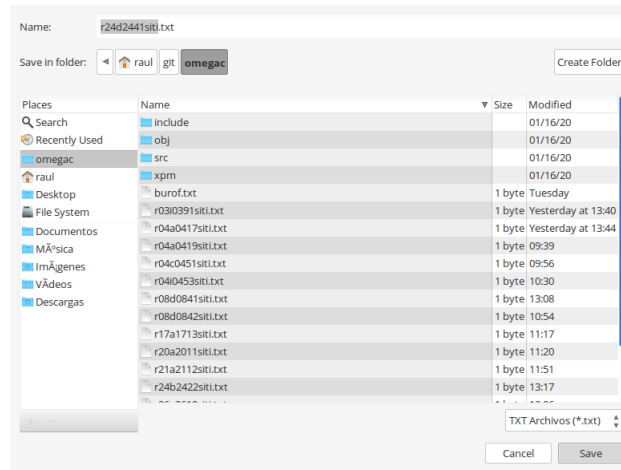 Name: r24d2441siti.txt
Save in folder: raul git omegac Create Folder
Places Name Size Modified
Search include 01/16/20
Recently Used obj 01/16/20
omegac src 01/16/20
raul xpm 01/16/20
Desktop burof.txt 1 byte Tuesday
File System r03i0391siti.txt 1 byte Yesterday at 13:40
Documentos r04a0417siti.txt 1 byte Yesterday at 13:44
Mðsica r04a0419siti.txt 1 byte 09:39
ImÃ¡genes r04c0451siti.txt 1 byte 09:56
VÃ­deos r04i0453siti.txt 1 byte 10:30
Descargas r08d0841siti.txt 1 byte 13:08
r08d0842siti.txt 1 byte 10:54
r17a1713siti.txt 1 byte 11:17
r20a2011siti.txt 1 byte 11:20
r21a2112siti.txt 1 byte 11:51
r24b2422siti.txt 1 byte 13:17
TXT Archivos (*.txt)
Cancel Save